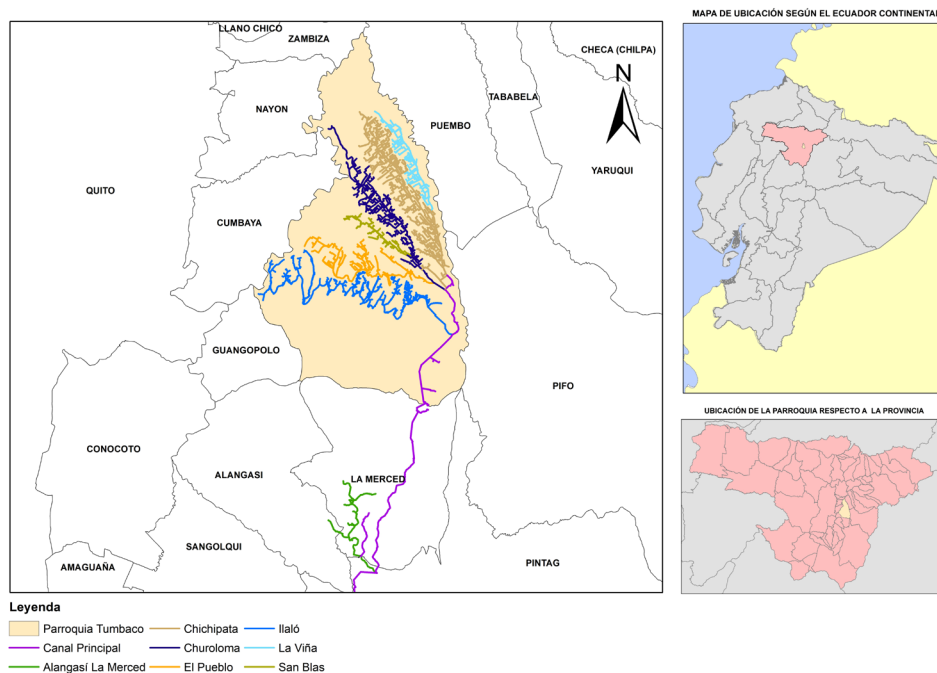 MAPA DE UBICACIÓN SEGÚN EL ECUADOR CONTINENTAL
LLANO CHICO
ZAMBIZA
CHECA (CHILPA)
N
TABABELA
NAYON
PUEMBO
YARUQUI
QUITO
CUMBAYA
GUANGOPOLO
PIFO
UBICACIÓN DE LA PARROQUIA RESPECTO A LA PROVINCIA
CONOCOTO
ALANGASI
LA MERCED
SANGOLQUI
AMAGUAÑA
PINTAG
Leyenda
Parroquia Tumbaco
Chichipata
Ilaló
Canal Principal
Churoloma
La Viña
Alangasí La Merced
El Pueblo
San Blas